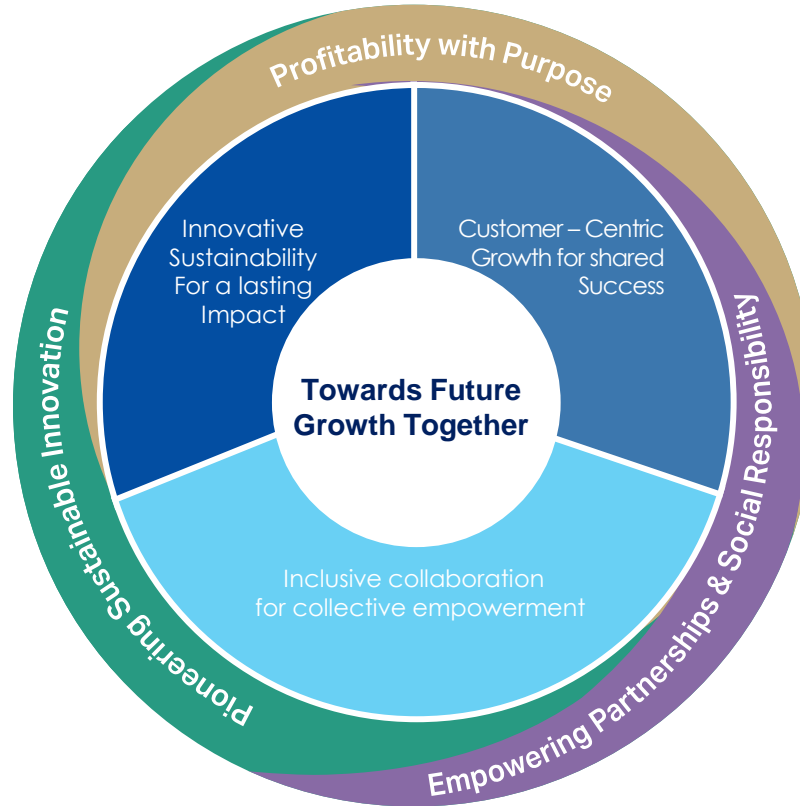 Profitability with Purpose
Innovative
Sustainability
For a lasting
Impact
Customer – Centric
Growth for shared
Success
Towards Future
Growth Together
Inclusive collaboration
for collective empowerment
Pioneering Sustainable Innovation
Empowering Partnerships & Social Responsibility